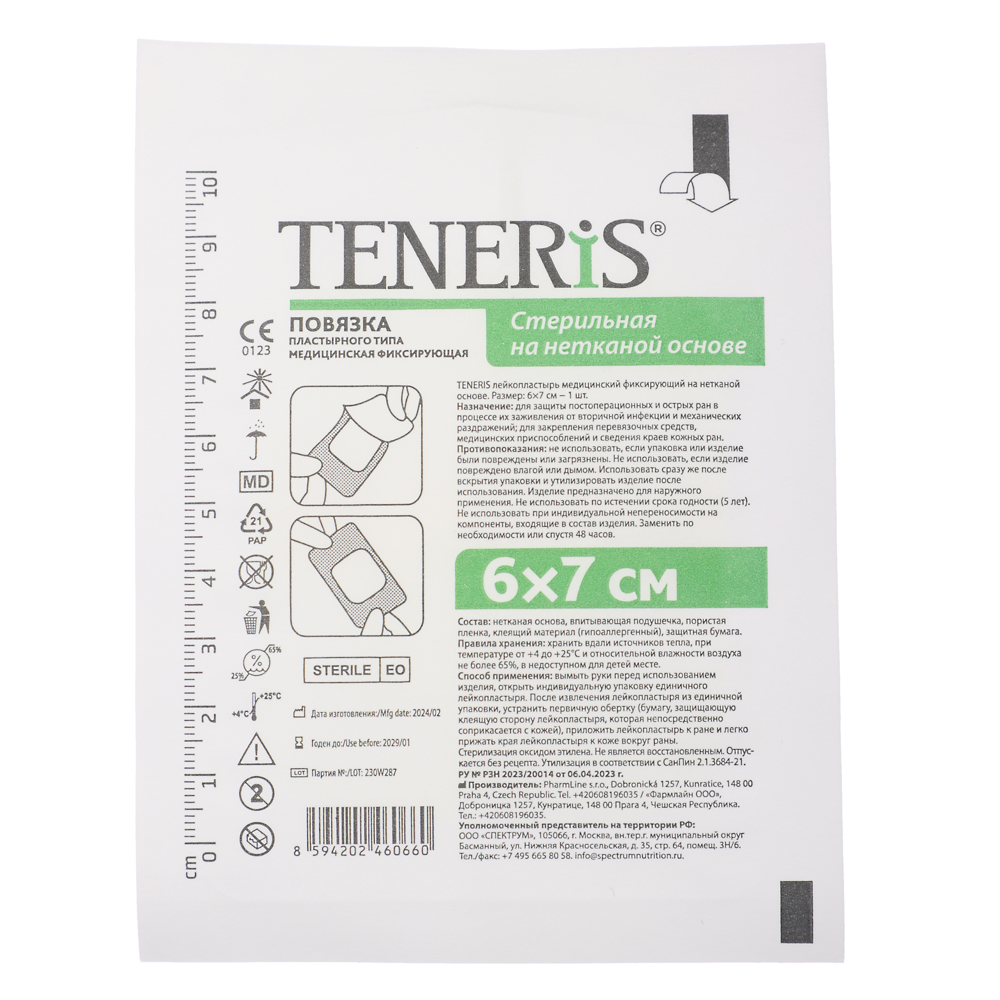 TENERiS®
ПОВЯЗКА
ПЛАСТЫРНОГО ТИПА
МЕДИЦИНСКАЯ ФИКСИРУЮЩАЯ
Стерильная
на нетканой основе
TENERIS лейкопластырь медицинский фиксирующий на нетканой
основе. Размер: 6×7 см – 1 шт.
Назначение: для защиты постоперационных и острых ран в
процессе их заживления от вторичной инфекции и механических
раздражений; для закрепления перевязочных средств,
медицинских приспособлений и сведения краев кожных ран.
Противопоказания: не использовать, если упаковка или изделие
были повреждены или загрязнены. Не использовать, если изделие
повреждено влагой или дымом. Использовать сразу же после
вскрытия упаковки и утилизировать изделие после
использования. Изделие предназначено для наружного
применения. Не использовать по истечении срока годности (5 лет).
Не использовать при индивидуальной непереносимости на
компоненты, входящие в состав изделия. Заменить по
необходимости или спустя 48 часов.
6×7 см
Состав: нетканая основа, впитывающая подушечка, пористая
пленка, клеящий материал (гипоаллергенный), защитная бумага.
Правила хранения: хранить вдали источников тепла, при
температуре от +4 до +25°C и относительной влажности воздуха
не более 65%, в недоступном для детей месте.
Способ применения: вымыть руки перед использованием
изделия, открыть индивидуальную упаковку единичного
лейкопластыря. После извлечения лейкопластыря из единичной
упаковки, устранить первичную обертку (бумагу, защищающую
клеящую сторону лейкопластыря, которая непосредственно
соприкасается с кожей), приложить лейкопластырь к ране и легко
прижать края лейкопластыря к коже вокруг раны.
Стерилизация оксидом этилена. Не является восстановленным. Отпус-
кается без рецепта. Утилизация в соответствии с СанПин 2.1.3684-21.
РУ № РЗН 2023/20014 от 06.04.2023 г.
Производитель: PharmLine s.r.o., Dobronická 1257, Kunratice, 148 00
Praha 4, Czech Republic. Tel. +420608196035 / «Фармлайн ООО»,
Доброницка 1257, Кунратице, 148 00 Прага 4, Чешская Республика.
Тел.: +420608196035.
Уполномоченный представитель на территории РФ:
ООО «СПЕКТРУМ», 105066, г. Москва, вн.тер.г. муниципальный округ
Басманный, ул. Нижняя Красносельская, д. 35, стр. 64, помещ. 3Н/6.
Тел./факс: +7 495 665 80 58. info@spectrumnutrition.ru.
CE
0123
MD
21
PAP
65%
%
25%
+25°C
+4°C
2
STERILE EO
Дата изготовления:/Mfg date: 2024/02
Годен до:/Use before: 2029/01
LOT Партия №:/LOT: 230W287
8 594202 460660
10
9
8
7
6
5
4
3
2
1
0
cm